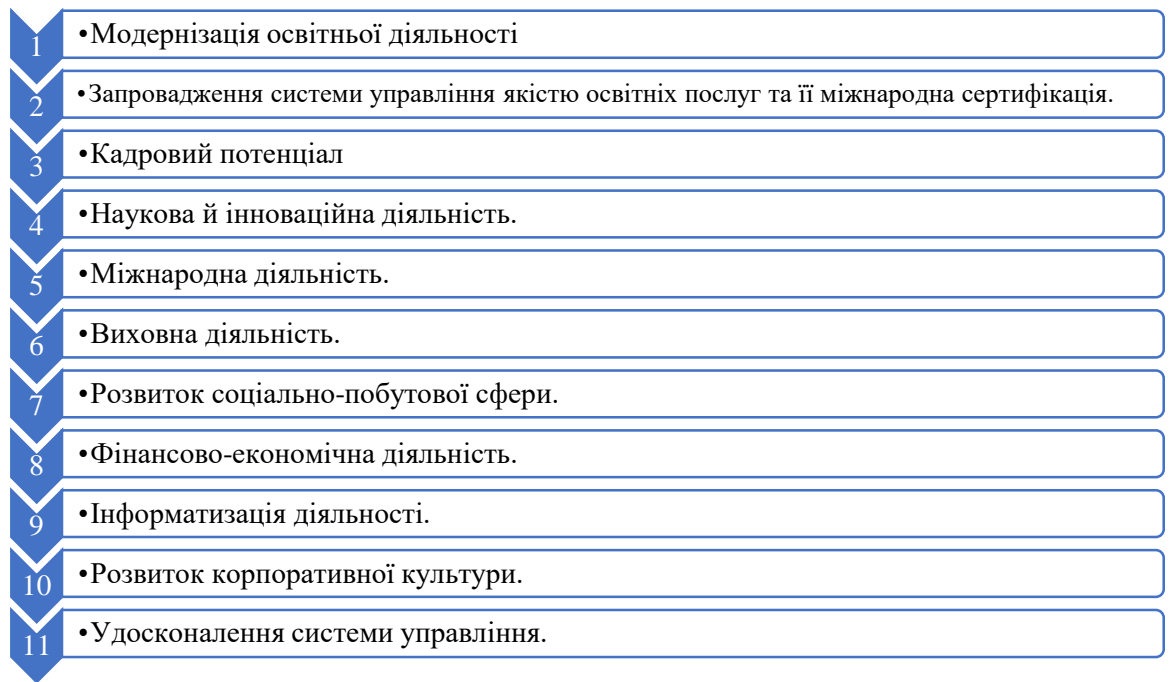 1 •Модернізація освітньої діяльності
2 •Запровадження системи управління якістю освітніх послуг та її міжнародна сертифікація.
3 •Кадровий потенціал
4 •Наукова й інноваційна діяльність.
5 •Міжнародна діяльність.
6 •Виховна діяльність.
7 •Розвиток соціально-побутової сфери.
8 •Фінансово-економічна діяльність.
9 •Інформатизація діяльності.
10 •Розвиток корпоративної культури.
11 •Удосконалення системи управління.